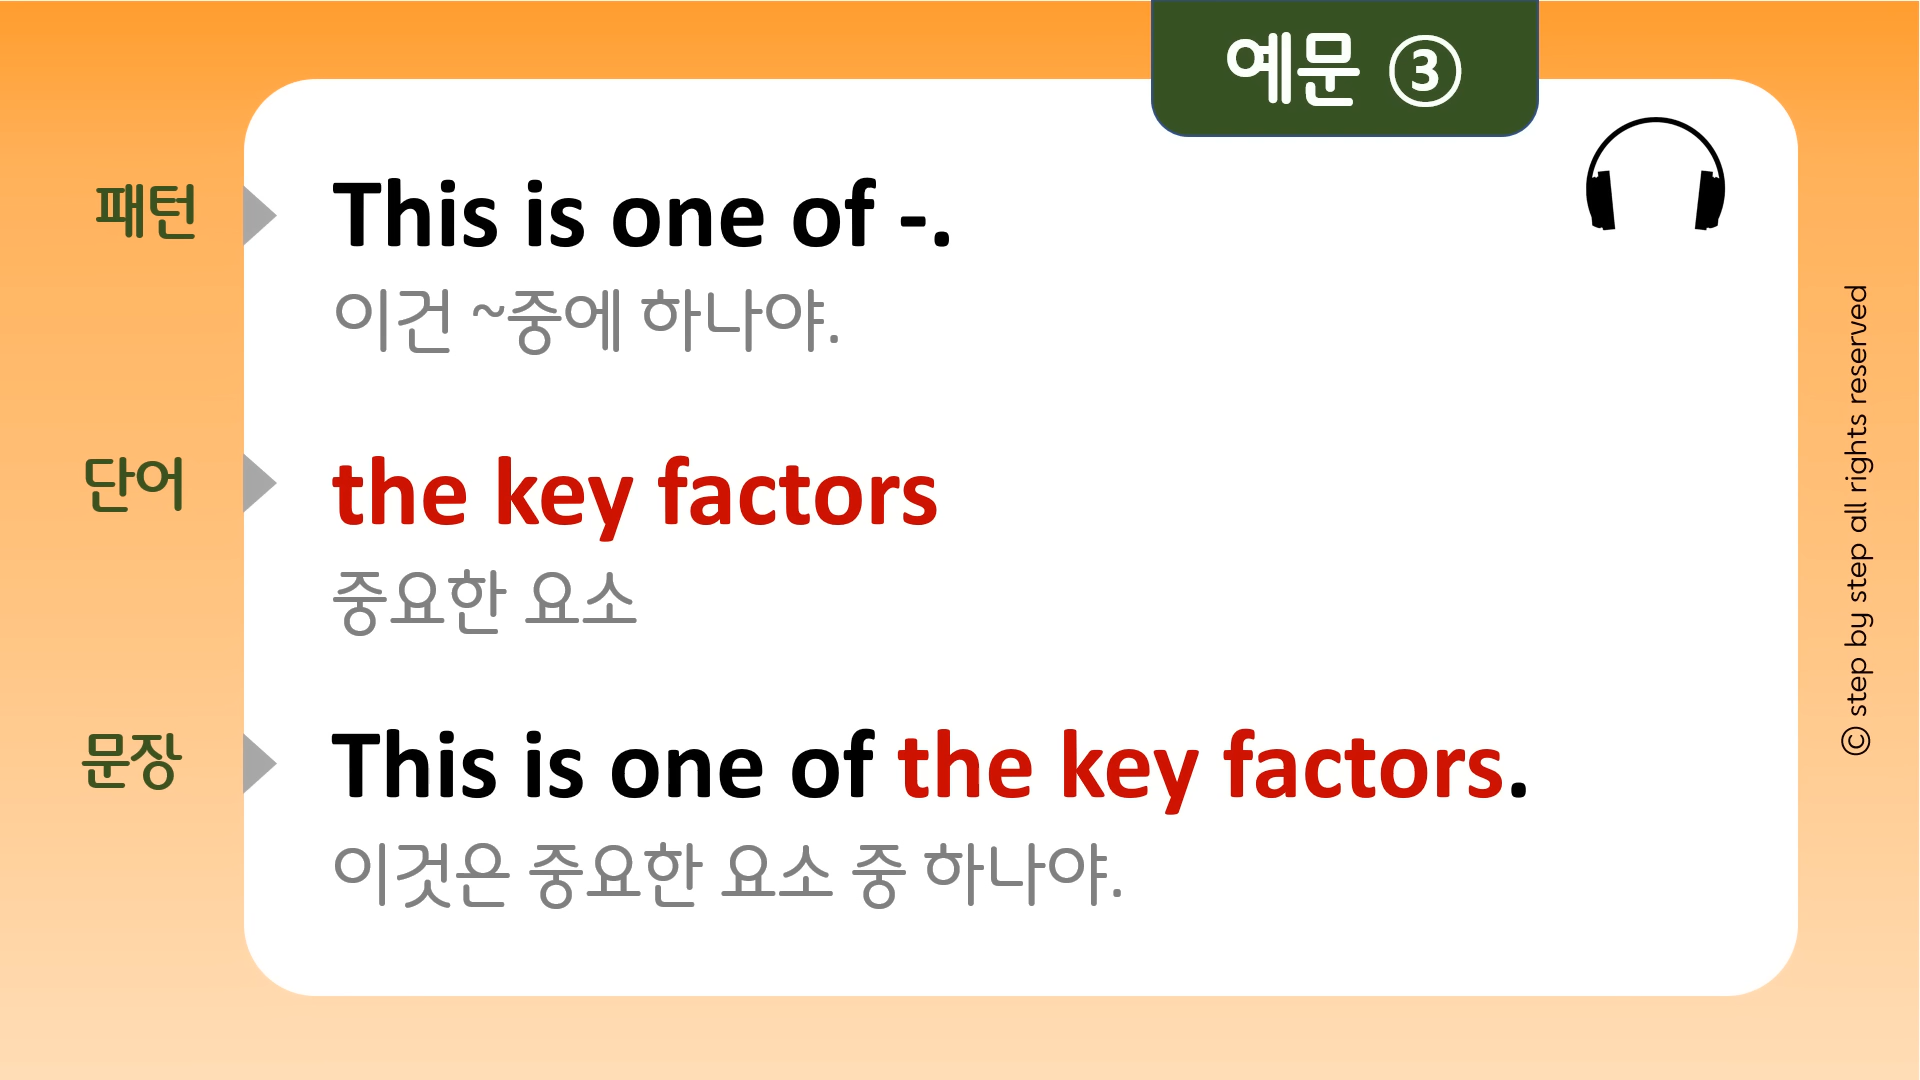 예문 ③
패턴
This is one of -.
이건 ~중에 하나야.
단어
the key factors
중요한 요소
문장
This is one of the key factors.
이것은 중요한 요소 중 하나야.
ⓒ step by step all rights reserved